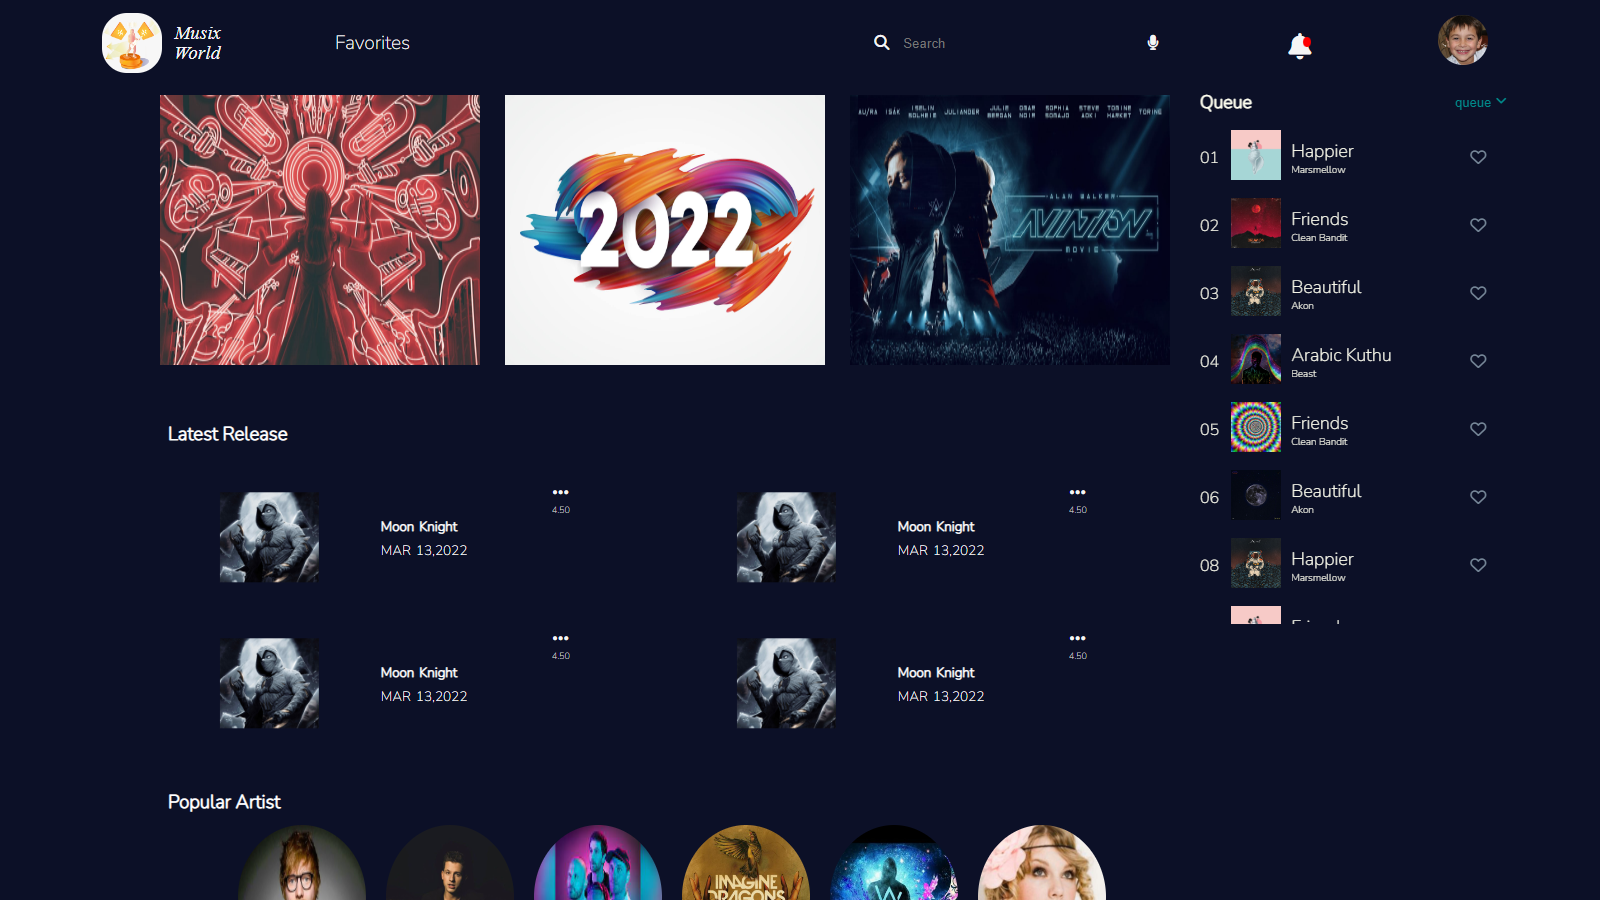 Musix
World
Favorites
Search
AU/RA ISÁK ISELIN SOLHEIM JULIANDER JULIE BERGAN OMAR NOIR SOPHIA SOMAJO STEVE AOKI TOMINE HARKET TORINE
ALAN WALKER
AVIATION
MOVIE
2022
Queue
queue
01
Happier
Marsmellow
02
Friends
Clean Bandit
03
Beautiful
Akon
04
Arabic Kuthu
Beast
05
Friends
Clean Bandit
06
Beautiful
Akon
08
Happier
Marsmellow
Latest Release
Moon Knight
MAR 13,2022
4.50
Moon Knight
MAR 13,2022
4.50
Moon Knight
MAR 13,2022
4.50
Moon Knight
MAR 13,2022
4.50
Popular Artist
IMAGINE
DRAGONS